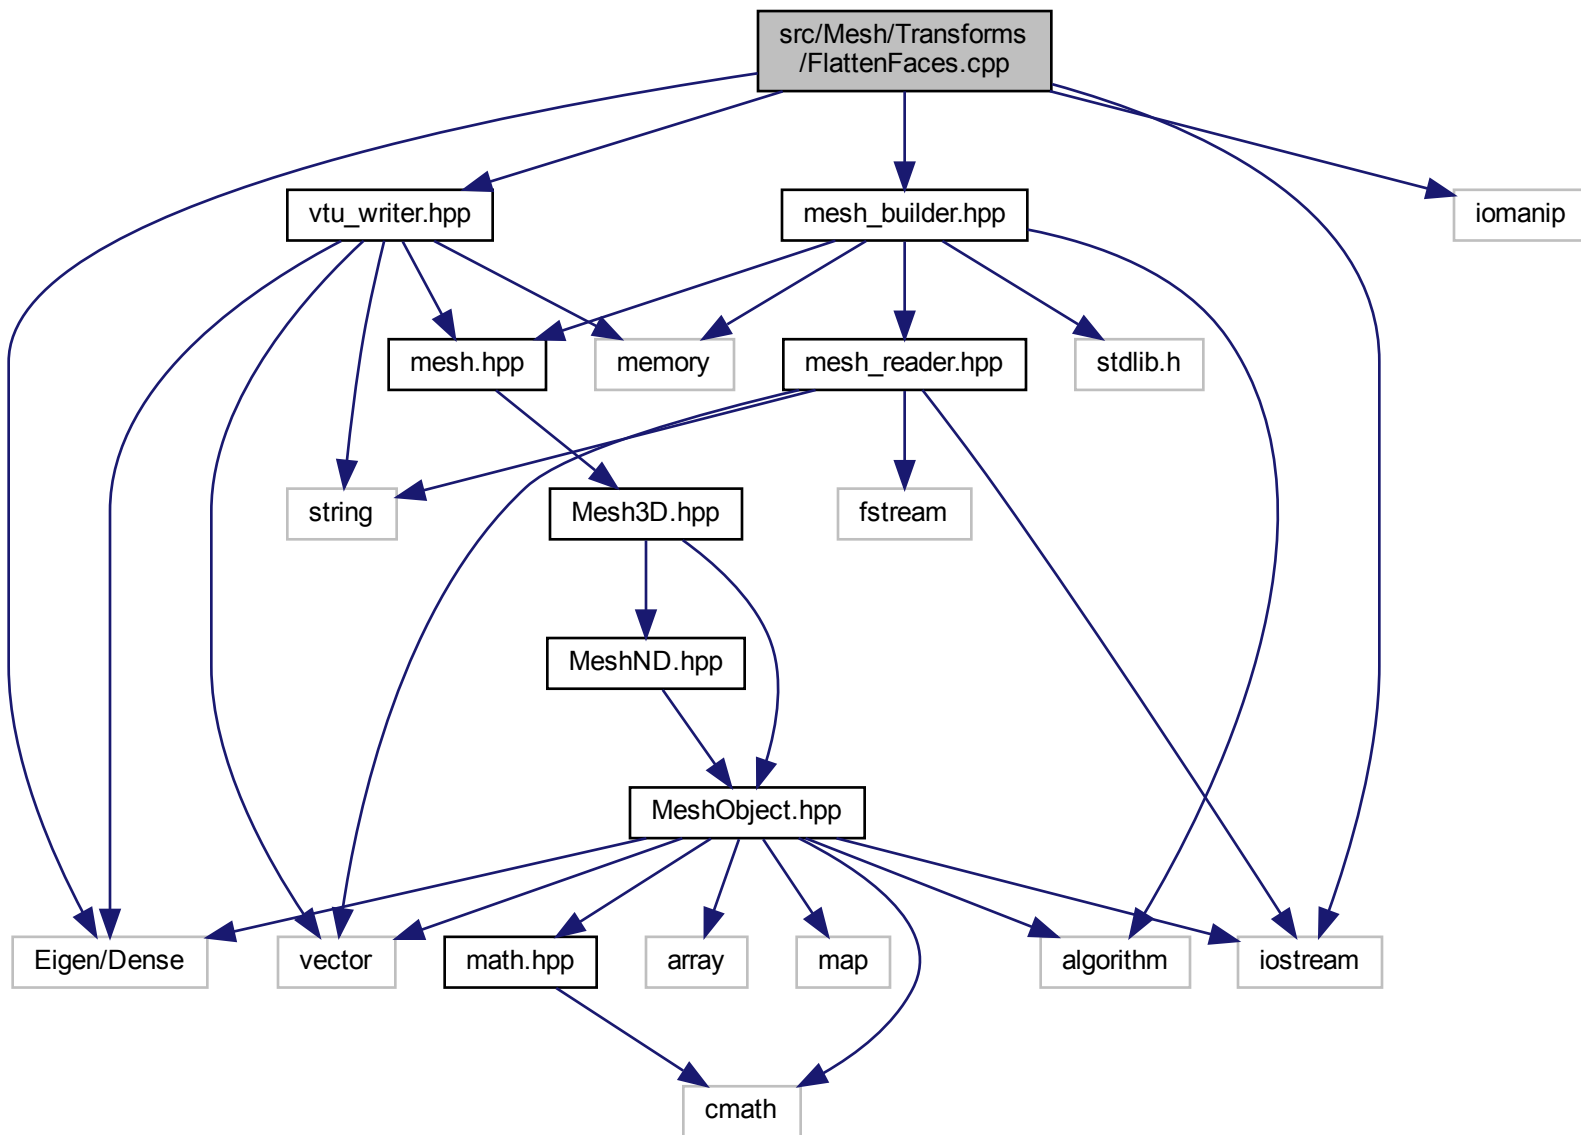 src/Mesh/Transforms
/FlattenFaces.cpp
vtu_writer.hpp
mesh_builder.hpp
iomanip
mesh.hpp
memory
mesh_reader.hpp
stdlib.h
string
Mesh3D.hpp
fstream
MeshND.hpp
MeshObject.hpp
Eigen/Dense
vector
math.hpp
array
map
algorithm
iostream
cmath